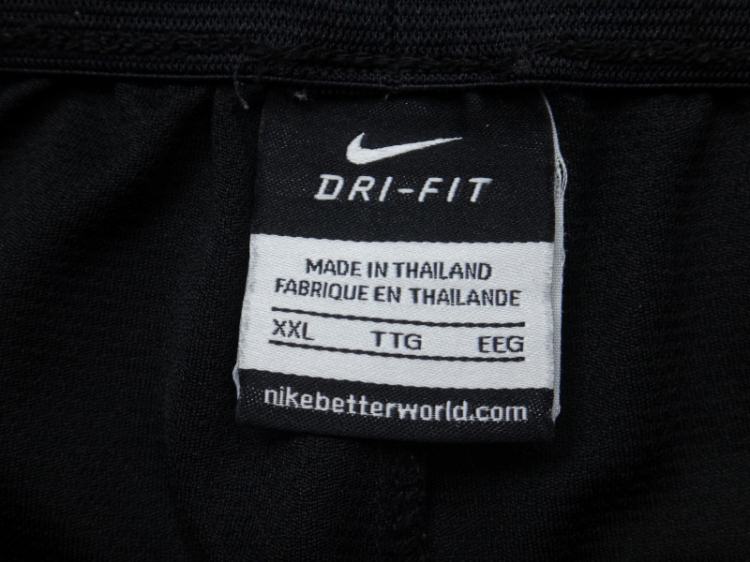 DRI-FIT
MADE IN THAILAND
FABRIQUE EN THAILANDE
XXL TTG EEG
nikebetterworld.com